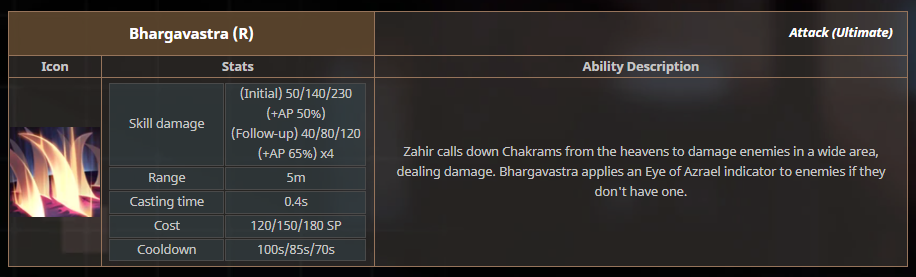 Bhargavastra (R)
Attack (Ultimate)
Icon
Stats
Ability Description
Skill damage
(Initial) 50/140/230
(+AP 50%)
(Follow-up) 40/80/120
(+AP 65%) x4
Range
5m
Casting time
0.4s
Cost
120/150/180 SP
Cooldown
100s/85s/70s
Zahir calls down Chakrams from the heavens to damage enemies in a wide area,
dealing damage. Bhargavastra applies an Eye of Azrael indicator to enemies if they
don't have one.